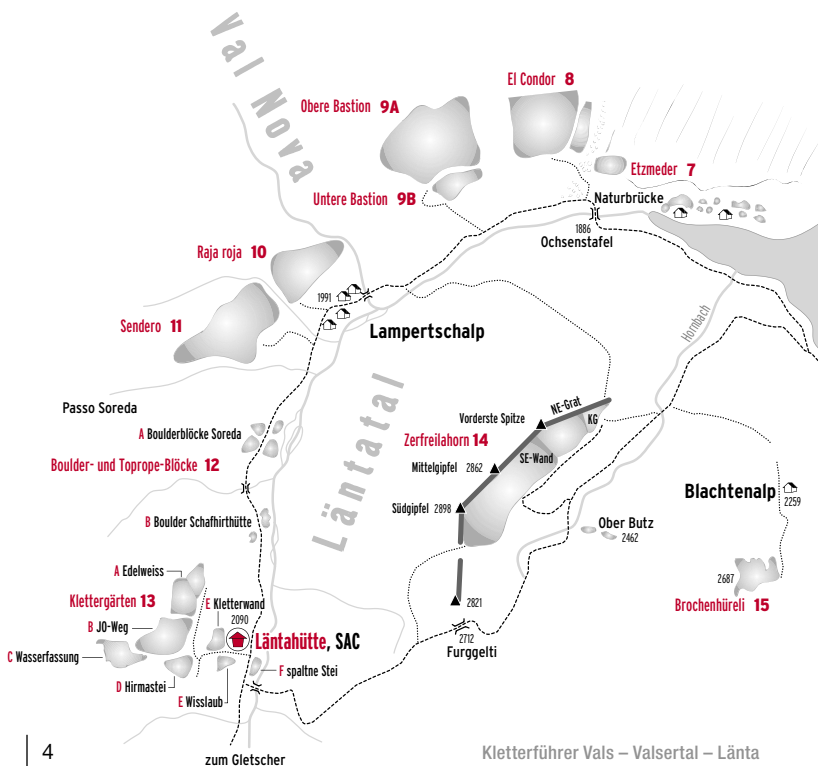 Val Nova
El Condor 8
Obere Bastion 9A
Etzmeder 7
Untere Bastion 9B
Naturbrücke
1886
Ochsenstafel
Raja roja 10
1991
Hornbach
Sendero 11
Lampertschalp
Läntatal
Passo Soreda
A Boulderblöcke Soreda
Boulder- und Toprope-Blöcke 12
Vorderste Spitze
NE-Grat
KG
Zerfreilahorn 14
SE-Wand
Mittelgipfel 2862
Südgipfel 2898
Blachtenalp
2259
B Boulder Schafhirthütte
Ober Butz
2462
A Edelweiss
2687
Klettergärten 13
E Kletterwand
2090
2821
Brochenhüreli 15
B JO-Weg
Läntahütte, SAC
2712
Furggelti
C Wasserfassung
F spaltne Stei
D Hirmastei
E Wisslaub
zum Gletscher
4
Kletterführer Vals – Valsertal – Länta